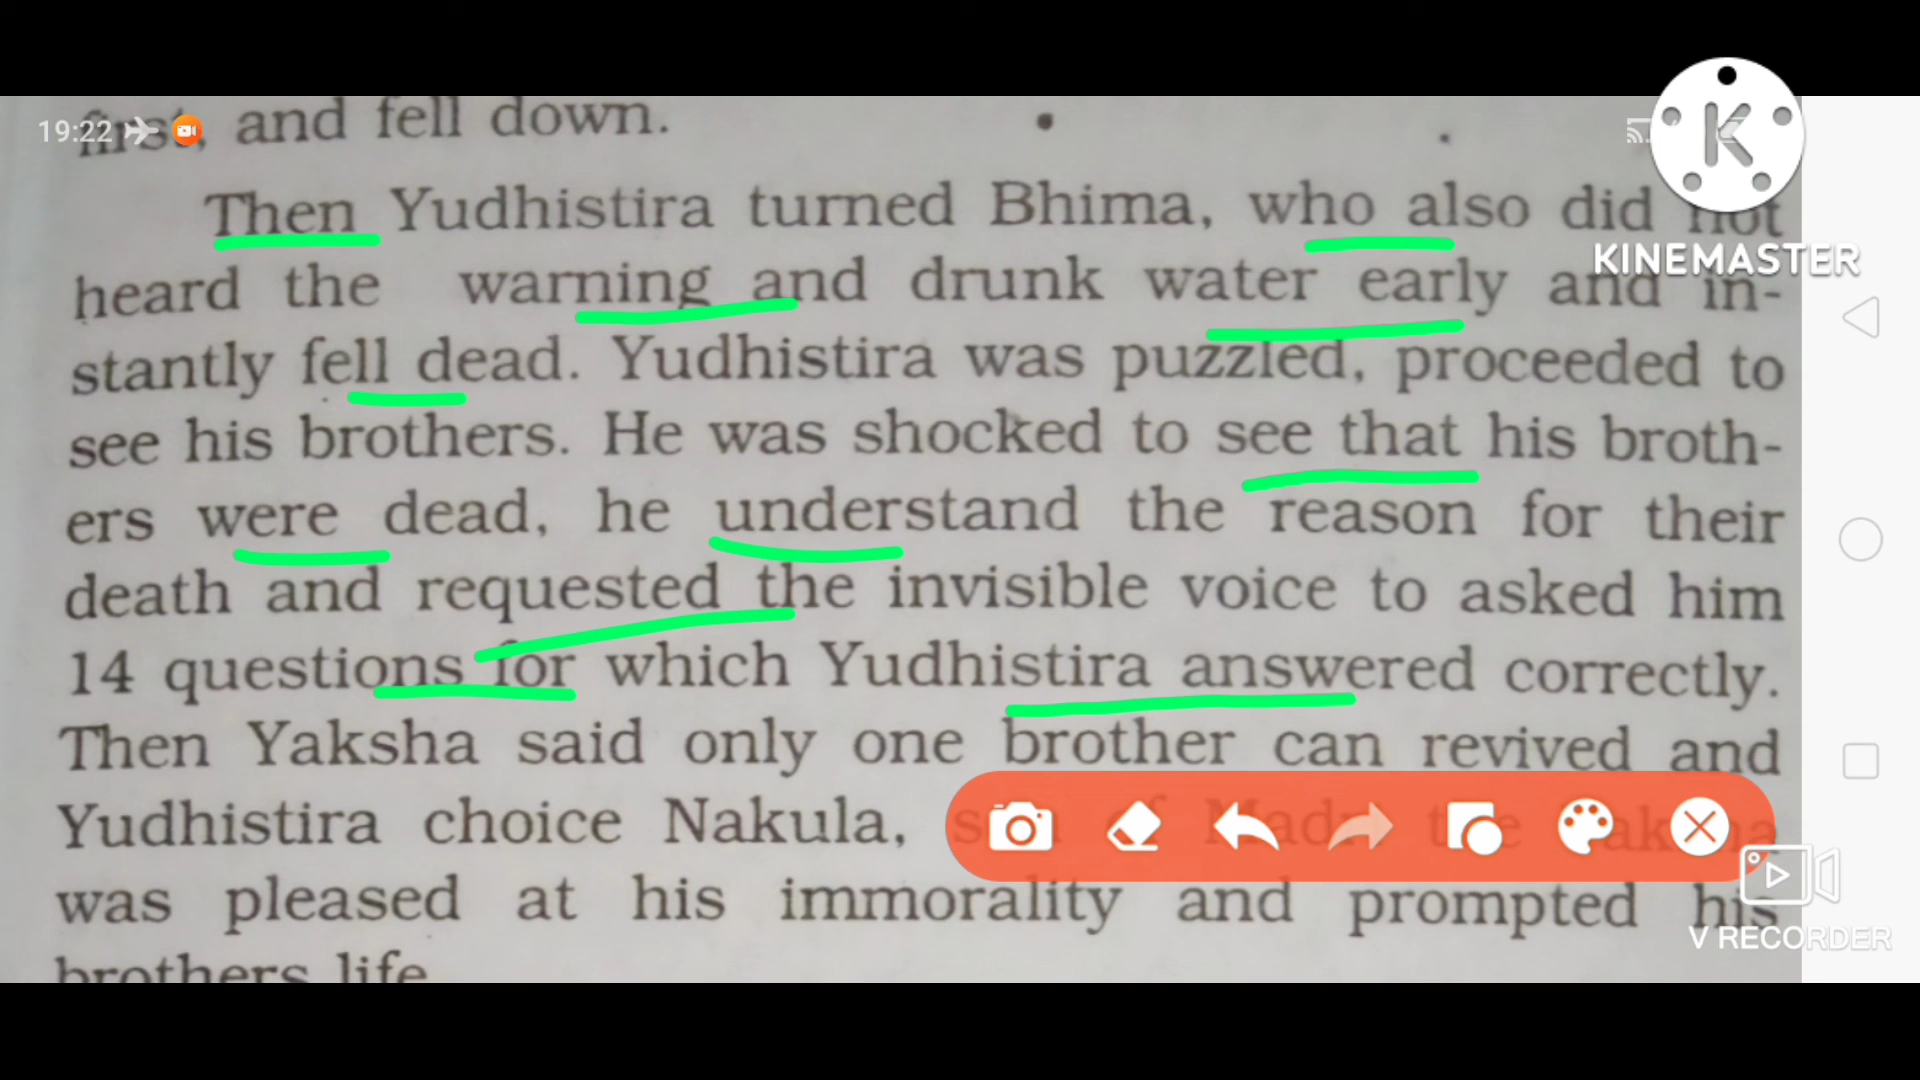 19:22
first, and fell down.
Then Yudhistira turned Bhima, who also did not
KINEMASTER
heard the warning and drunk water early and in-
stantly fell dead. Yudhistira was puzzled, proceeded to
see his brothers. He was shocked to see that his broth-
ers were dead, he understand the reason for their
death and requested the invisible voice to asked him
14 questions for which Yudhistira answered correctly.
Then Yaksha said only one brother can revived and
Yudhistira choice Nakula,
was pleased at his immorality and prompted his
V RECORDER
brothers life